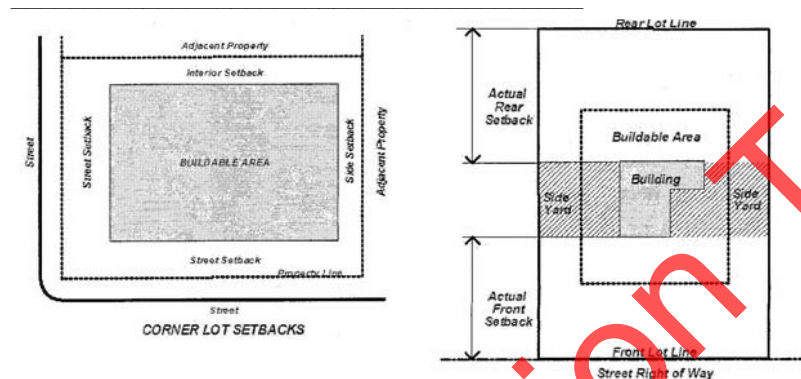 Adjacent Property
Interior Setback
Street
Street Setback
BUILDABLE AREA
Side Setback
Adjacent Property
Street Setback
Property Line
Street
CORNER LOT SETBACKS
Rear Lot Line
Actual
Rear
Setback
Buildable Area
Building
Side
Yard
Side
Yard
Actual
Front
Setback
Front Lot Line
Street Right of Way
ion T